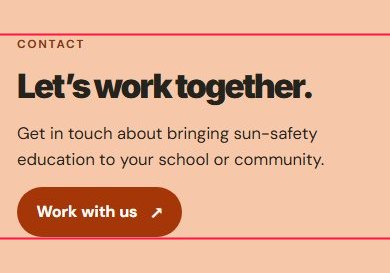 CONTACT
Let's work together.
Get in touch about bringing sun-safety
education to your school or community.
Work with us ↗